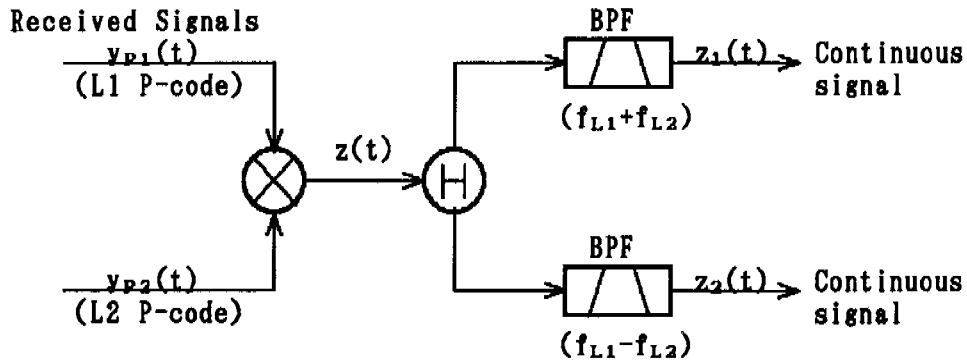 Received Signals
yP1(t)
(L1 P-code)
BPF
z1(t)
Continuous
signal
(fL1+fL2)
z(t)
H
BPF
yP2(t)
(L2 P-code)
z2(t)
Continuous
signal
(fL1-fL2)